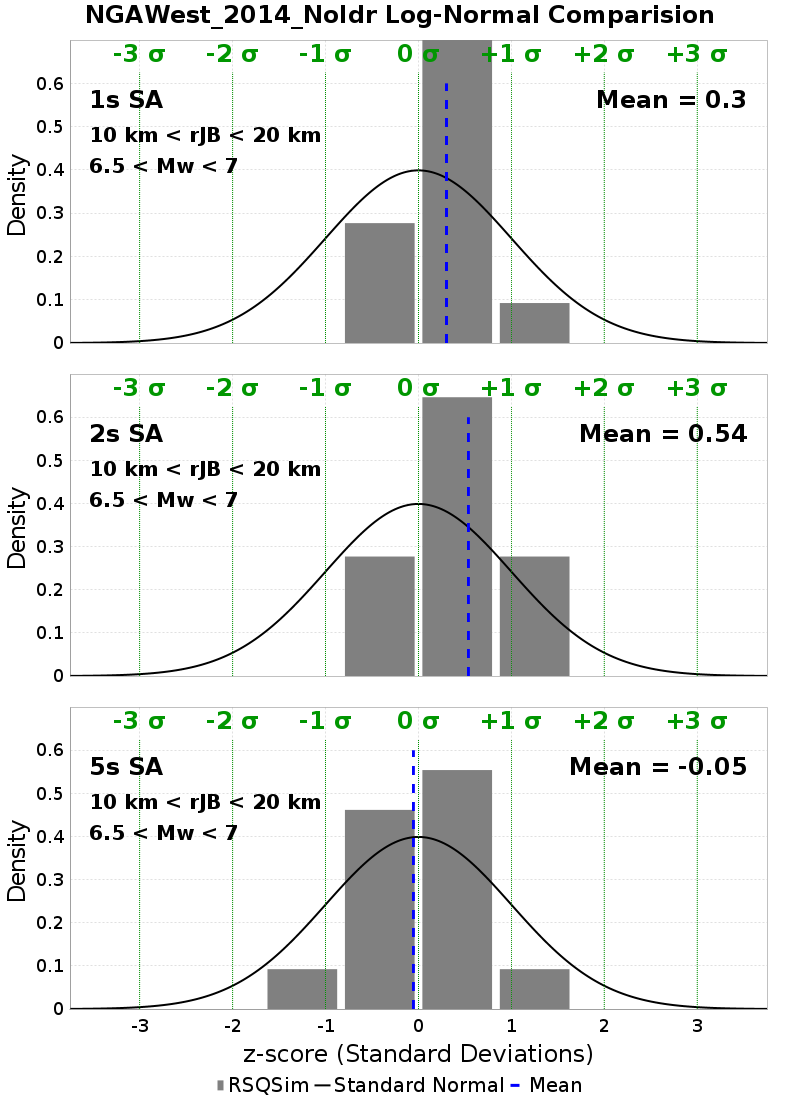 NGAWest_2014_NoIdr Log-Normal Comparision
-3 σ -2 σ -1 σ 0 σ +1 σ +2 σ +3 σ
1s SA
Mean = 0.3
10 km < rJB < 20 km
6.5 < Mw < 7
0.6
0.5
0.4
0.3
0.2
0.1
0
Density
-3 σ -2 σ -1 σ 0 σ +1 σ +2 σ +3 σ
2s SA
Mean = 0.54
10 km < rJB < 20 km
6.5 < Mw < 7
0.6
0.5
0.4
0.3
0.2
0.1
0
Density
-3 σ -2 σ -1 σ 0 σ +1 σ +2 σ +3 σ
5s SA
Mean = -0.05
10 km < rJB < 20 km
6.5 < Mw < 7
0.6
0.5
0.4
0.3
0.2
0.1
0
Density
-3 -2 -1 0 1 2 3
z-score (Standard Deviations)
RSQSim Standard Normal Mean